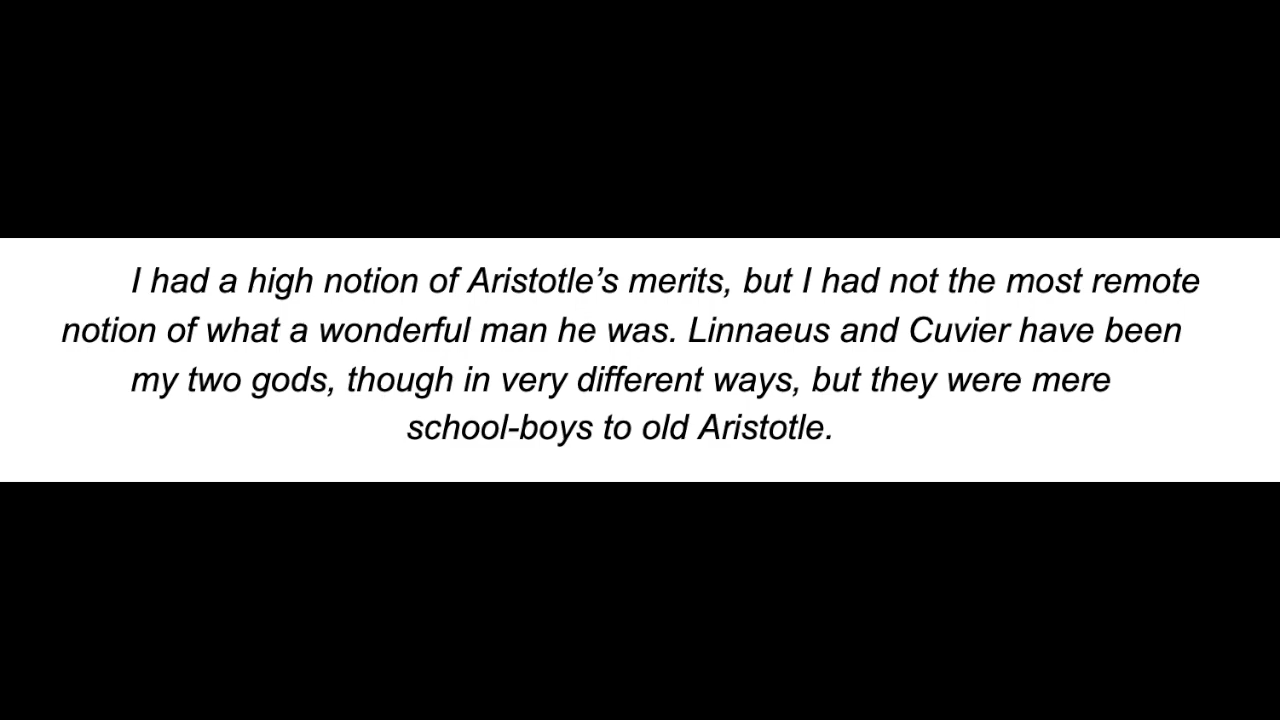 I had a high notion of Aristotle’s merits, but I had not the most remote
notion of what a wonderful man he was. Linnaeus and Cuvier have been
my two gods, though in very different ways, but they were mere
school-boys to old Aristotle.